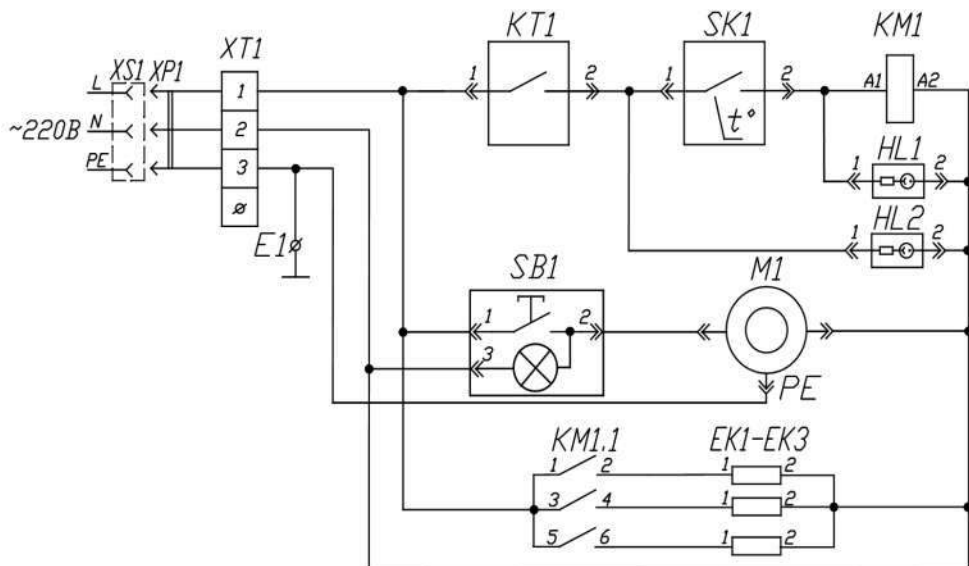 KT1 SK1 KM1
XS1 XP1 XT1
1 2 1 2 A1 A2
L 1
~220В N 2
HL1
PE 3
1 2
ø
HL2
E1 1 2
SB1 M1
1 2
3
PE
KM1.1 EK1-EK3
1 2 1 2
3 4 1 2
5 6 1 2